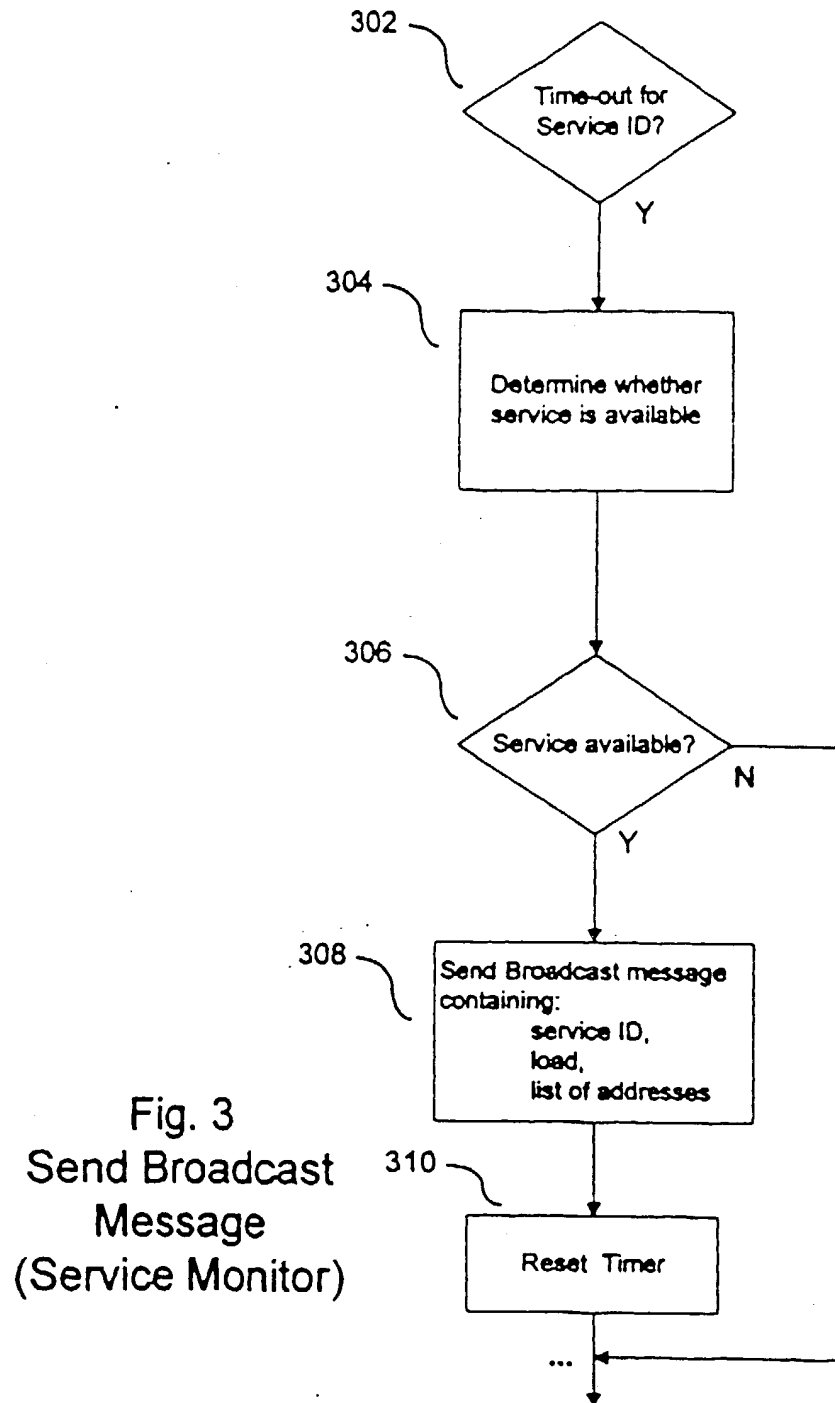 302
Time-out for
Service ID?
Y
304
Determine whether
service is available
306
Service available?
N
Y
308
Send Broadcast message
containing:
service ID,
load,
list of addresses
Fig. 3
Send Broadcast
Message
(Service Monitor)
310
Reset Timer
...